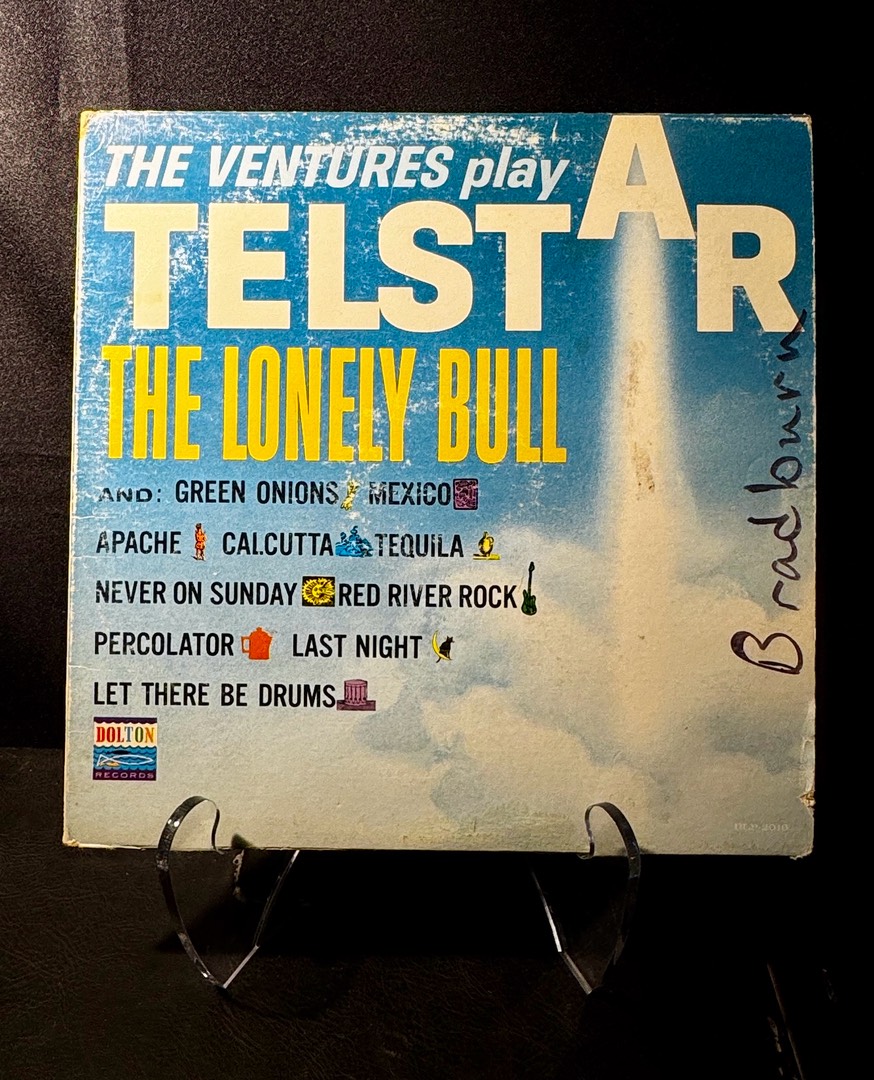 THE VENTURES play
TELSTAR
THE LONELY BULL
AND: GREEN ONIONS MEXICO
APACHE CALCUTTA TEQUILA
NEVER ON SUNDAY RED RIVER ROCK
PERCOLATOR LAST NIGHT
LET THERE BE DRUMS
DOLTON
RECORDS
Bradburn